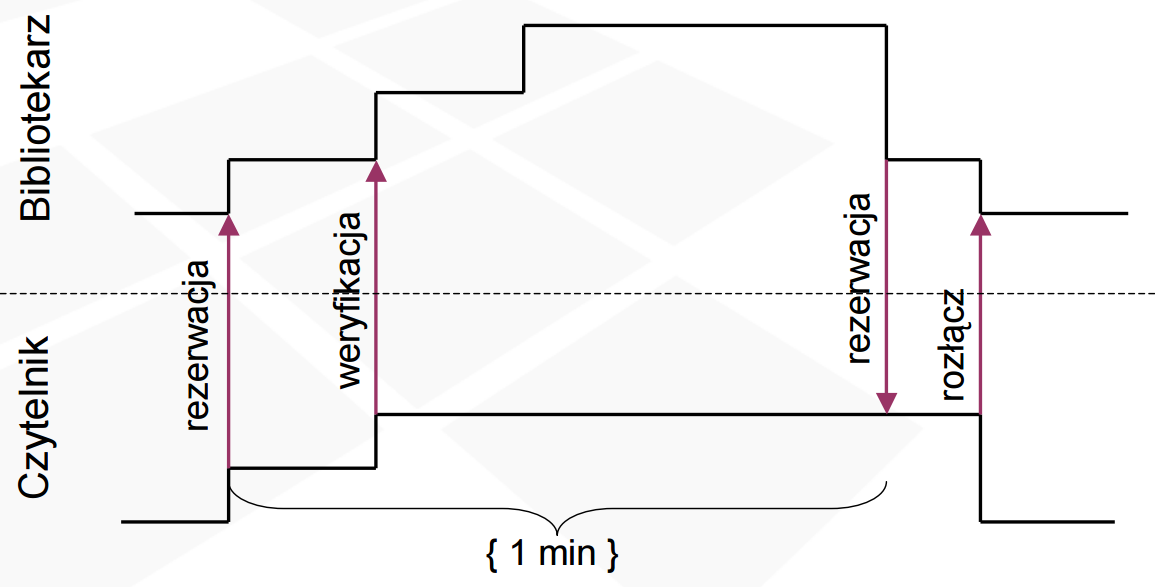 Bibliotekarz
rezerwacja
weryfikacja
rezerwacja
rozłącz
Czytelnik
{ 1 min }